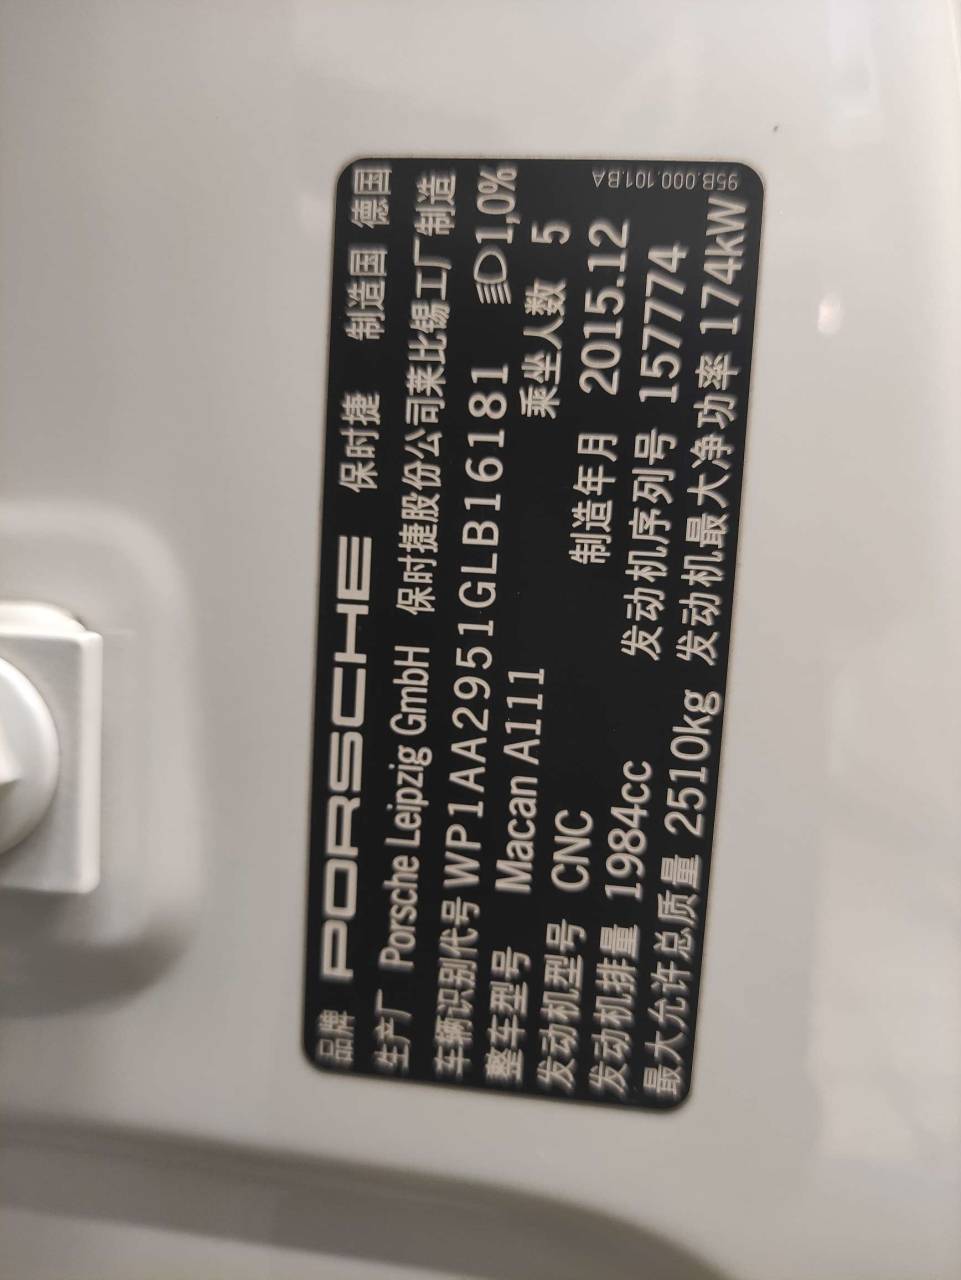 品牌 PORSCHE 保时捷 制造国 德国
生产厂 Porsche Leipzig GmbH 保时捷股份公司莱比锡工厂制造
车辆识别代号 WP1AA2951GLB16181 1,0%
整车型号 Macan A111 乘坐人数 5
发动机型号 CNC 制造年月 2015.12
发动机排量 1984cc 发动机序列号 157774
最大允许总质量 2510kg 发动机最大净功率 174kW
95B.000.101.BA